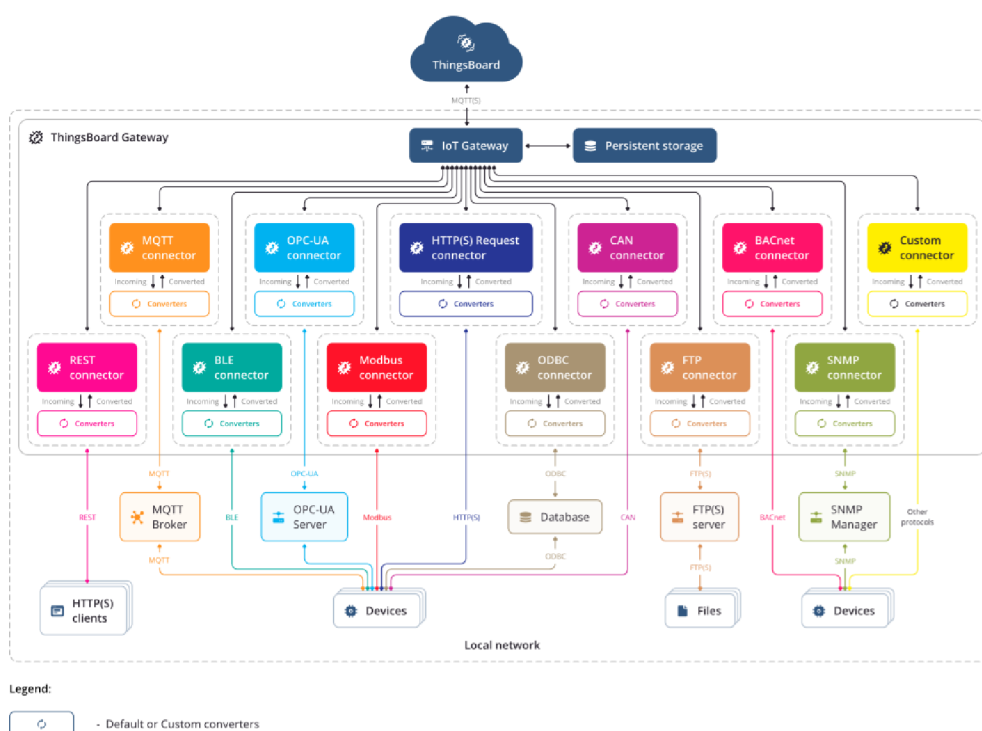 ThingsBoard
MQTT(S)
ThingsBoard Gateway
IoT Gateway
Persistent storage
MQTT
connector
OPC-UA
connector
HTTP(S) Request
connector
CAN
connector
BACnet
connector
Custom
connector
Incoming Converted
Incoming Converted
Incoming Converted
Incoming Converted
Incoming Converted
Incoming Converted
Converters
Converters
Converters
Converters
Converters
Converters
REST
connector
BLE
connector
Modbus
connector
ODBC
connector
FTP
connector
SNMP
connector
Incoming Converted
Incoming Converted
Incoming Converted
Incoming Converted
Incoming Converted
Incoming Converted
Converters
Converters
Converters
Converters
Converters
Converters
MQTT
OPC-UA
ODBC
FTP(S)
SNMP
REST
MQTT
Broker
BLE
OPC-UA
Server
Modbus
HTTP(S)
Database
CAN
FTP(S)
server
BACnet
SNMP
Manager
Other
protocols
MQTT
ODBC
FTP(S)
SNMP
HTTP(S)
clients
Devices
Files
Devices
Local network
Legend:
- Default or Custom converters